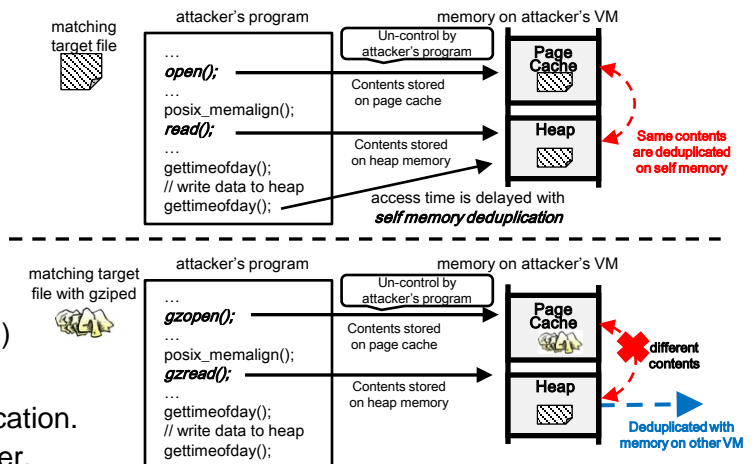 attacker's program
memory on attacker's VM
matching
target file
Un-control by
attacker's program
…
open();
…
posix_memalign();
read();
…
gettimeofday();
// write data to heap
gettimeofday();
Contents stored
on page cache
Contents stored
on heap memory
access time is delayed with
self memory deduplication
Page
Cache
Heap
Same contents
are deduplicated
on self memory
attacker's program
memory on attacker's VM
matching target
file with gziped
)
cation.
er.
Un-control by
attacker's program
…
gzopen();
…
posix_memalign();
gzread();
…
gettimeofday();
// write data to heap
gettimeofday();
Contents stored
on page cache
Contents stored
on heap memory
Page
Cache
Heap
different
contents
Deduplicated with
memory on other VM